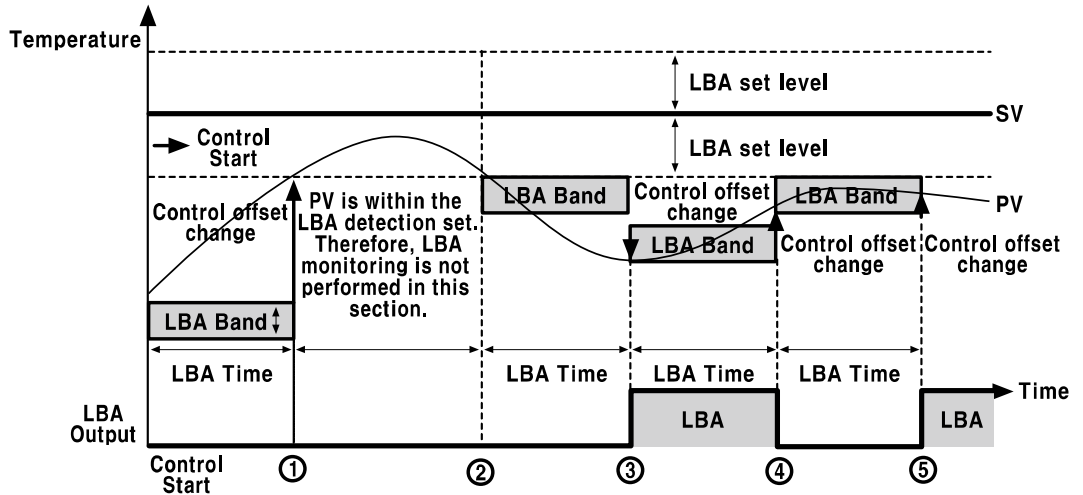 Temperature
LBA set level
SV
Control
Start
LBA set level
Control offset
change
PV is within the
LBA detection set.
Therefore, LBA
monitoring is not
performed in this
section.
LBA Band
Control offset
change
LBA Band
PV
LBA Band
Control offset
change
Control offset
change
LBA Band
LBA Time
LBA Time
LBA Time
LBA Time
Time
LBA
Output
LBA
LBA
Control
Start
①
②
③
④
⑤